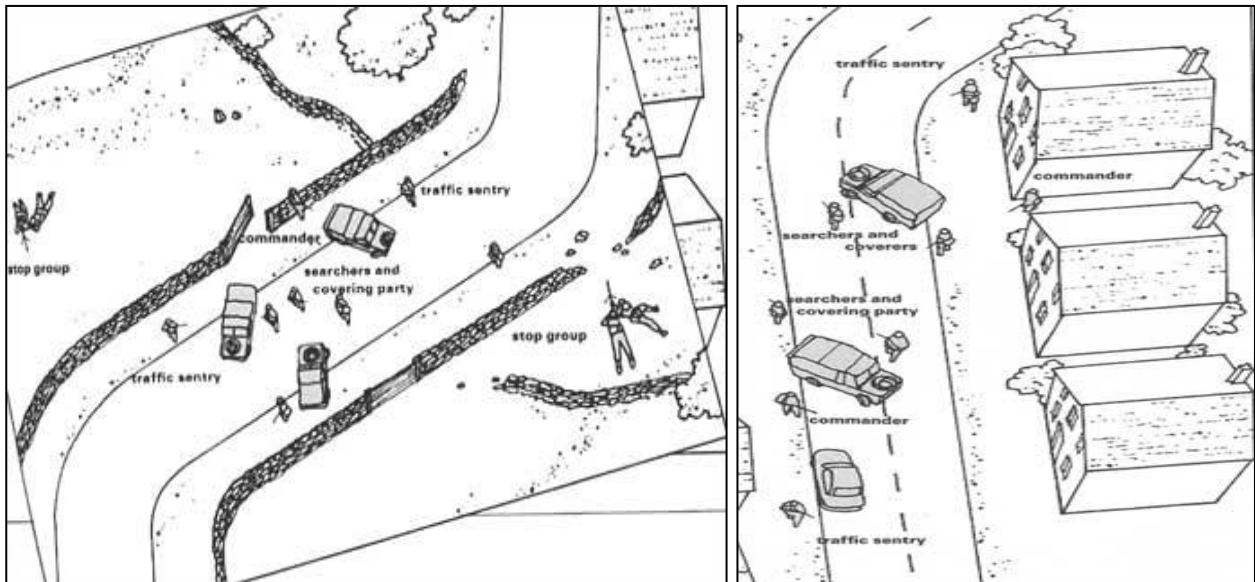 traffic sentry
commander
stop group
searchers and
covering party
stop group
traffic sentry
traffic sentry
commander
searchers and
coverers
searchers and
covering party
commander
traffic sentry